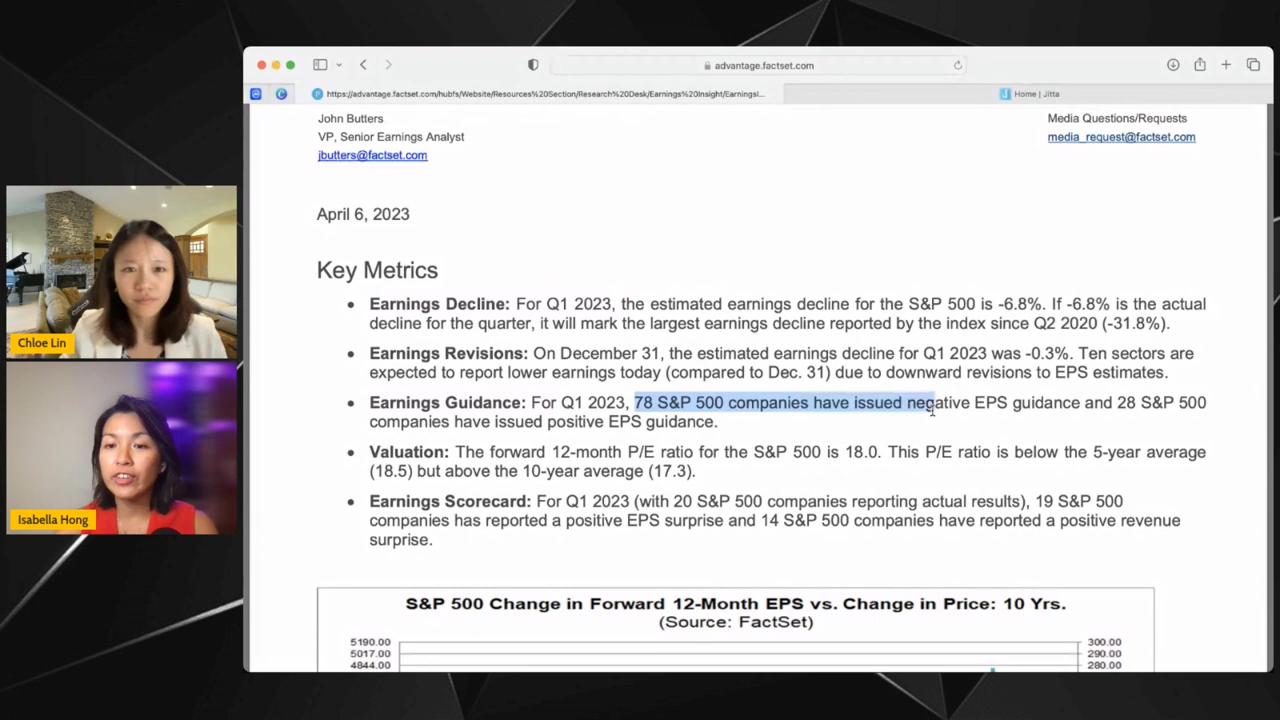 advantage.factset.com
https://advantage.factset.com/hubfs/Website/Resources%20Section/Research%20Desk/Earnings%20Insight/EarningsI...
Home | Jitta
John Butters
VP, Senior Earnings Analyst
jbutters@factset.com
Media Questions/Requests
media_request@factset.com
April 6, 2023
Key Metrics
• Earnings Decline: For Q1 2023, the estimated earnings decline for the S&P 500 is -6.8%. If -6.8% is the actual
decline for the quarter, it will mark the largest earnings decline reported by the index since Q2 2020 (-31.8%).
• Earnings Revisions: On December 31, the estimated earnings decline for Q1 2023 was -0.3%. Ten sectors are
expected to report lower earnings today (compared to Dec. 31) due to downward revisions to EPS estimates.
• Earnings Guidance: For Q1 2023, 78 S&P 500 companies have issued negative EPS guidance and 28 S&P 500
companies have issued positive EPS guidance.
• Valuation: The forward 12-month P/E ratio for the S&P 500 is 18.0. This P/E ratio is below the 5-year average
(18.5) but above the 10-year average (17.3).
• Earnings Scorecard: For Q1 2023 (with 20 S&P 500 companies reporting actual results), 19 S&P 500
companies has reported a positive EPS surprise and 14 S&P 500 companies have reported a positive revenue
surprise.
S&P 500 Change in Forward 12-Month EPS vs. Change in Price: 10 Yrs.
(Source: FactSet)
5190.00
5017.00
4844.00
300.00
290.00
280.00
Chloe Lin
Isabella Hong